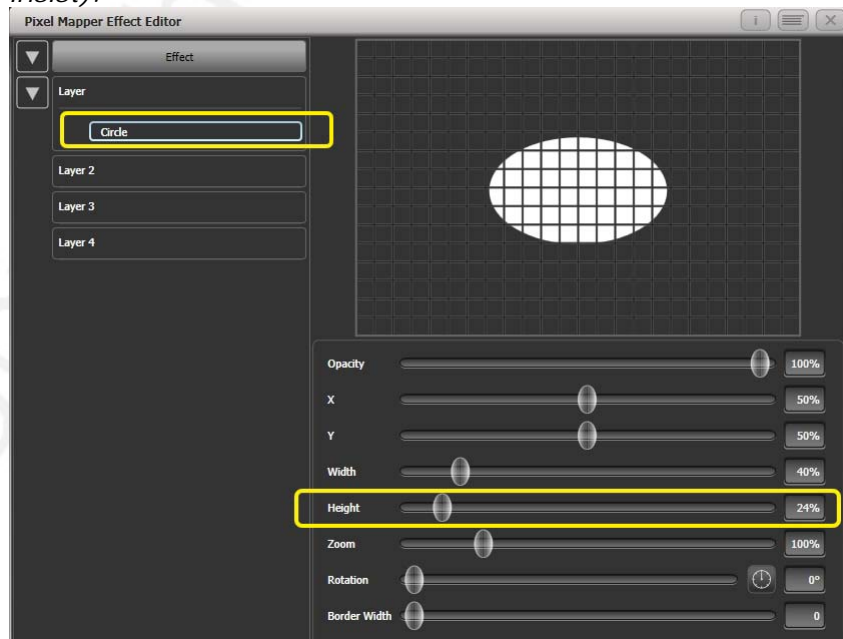 Pixel Mapper Effect Editor
i
X
Effect
Layer
Circle
Layer 2
Layer 3
Layer 4
Opacity 100%
X 50%
Y 50%
Width 40%
Height 24%
Zoom 100%
Rotation 0°
Border Width 0